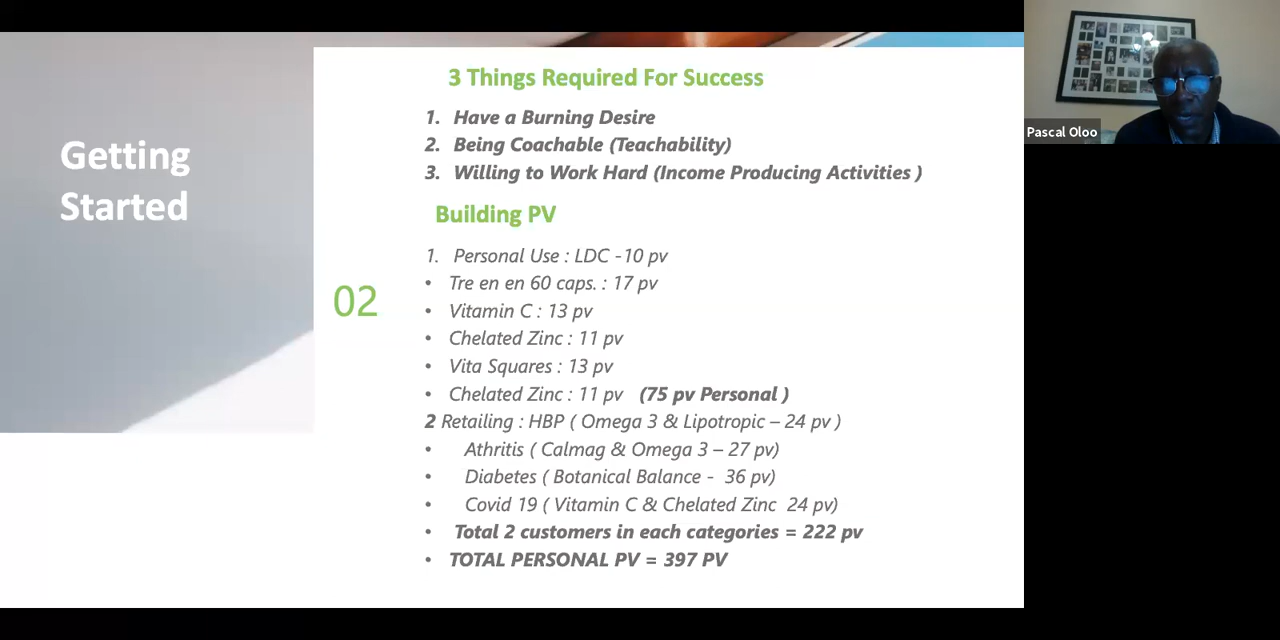 Getting
Started
02
3 Things Required For Success
1. Have a Burning Desire
2. Being Coachable (Teachability)
3. Willing to Work Hard (Income Producing Activities )
Building PV
1. Personal Use : LDC -10 pv
• Tre en en 60 caps. : 17 pv
• Vitamin C : 13 pv
• Chelated Zinc : 11 pv
• Vita Squares : 13 pv
• Chelated Zinc : 11 pv (75 pv Personal )
2 Retailing : HBP ( Omega 3 & Lipotropic – 24 pv )
• Athritis ( Calmag & Omega 3 – 27 pv)
• Diabetes ( Botanical Balance - 36 pv)
• Covid 19 ( Vitamin C & Chelated Zinc 24 pv)
• Total 2 customers in each categories = 222 pv
• TOTAL PERSONAL PV = 397 PV
Pascal Oloo